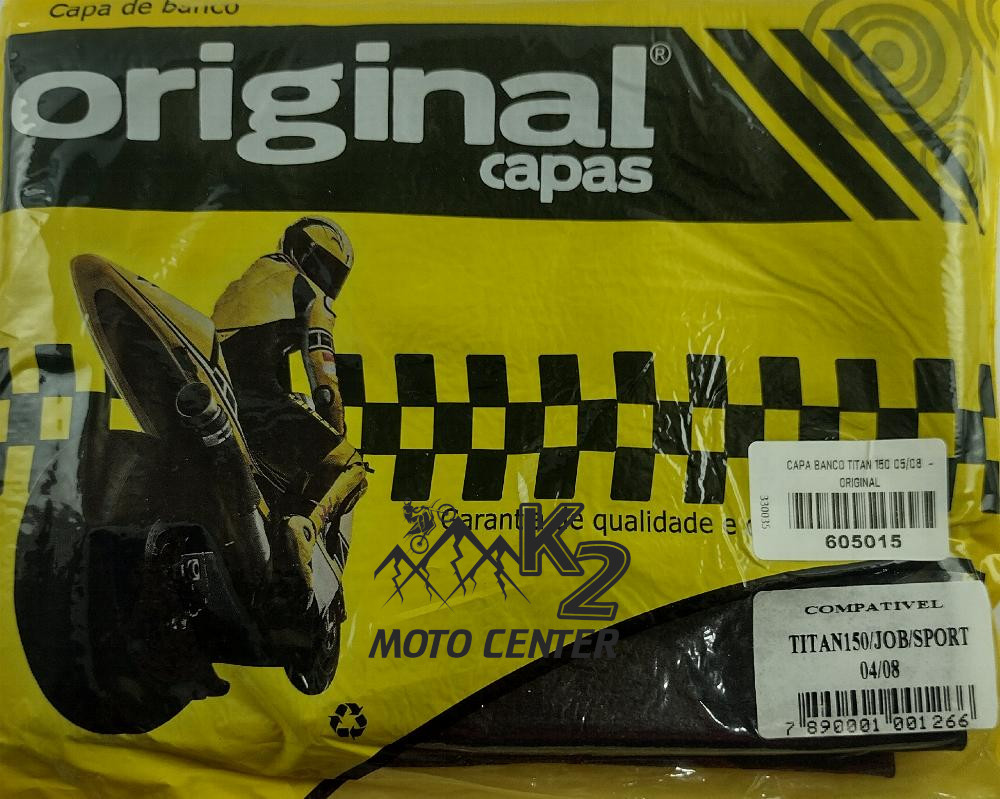 Capa de banco
original®
capas
CAPA BANCO TITAN 150 05/08 -
ORIGINAL
330035
605015
Garantia de qualidade e
K2
MOTO CENTER
COMPATIVEL
TITAN150/JOB/SPORT
04/08
7 890001 001266